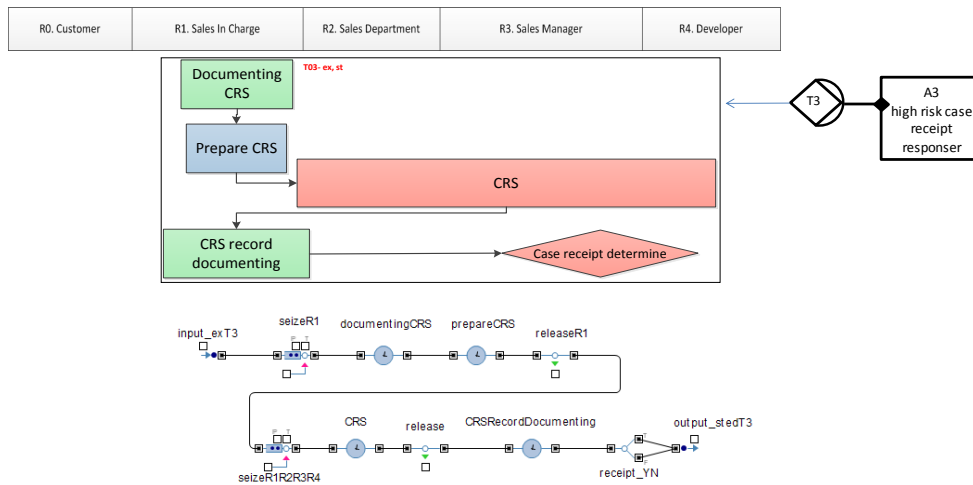 R0. Customer
R1. Sales In Charge
R2. Sales Department
R3. Sales Manager
R4. Developer
T03- ex, st
Documenting
CRS
Prepare CRS
CRS
CRS record
documenting
Case receipt determine
T3
A3
high risk case
receipt
responser
input_exT3
seizeR1
P T
documentingCRS
prepareCRS
releaseR1
P T
seizeR1R2R3R4
CRS
release
CRSRecordDocumenting
T
F
receipt_YN
output_stedT3